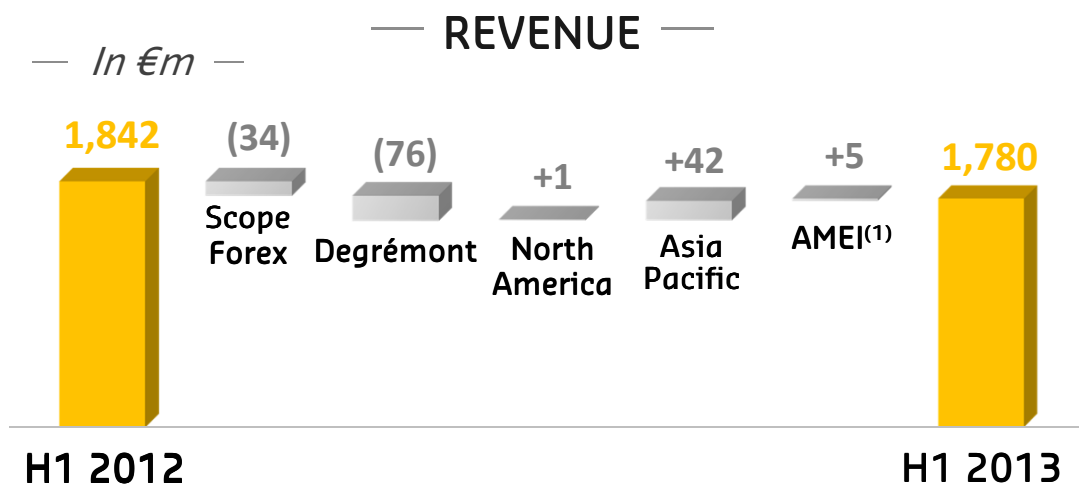 REVENUE
In €m
1,842
(34)
(76)
+1
+42
+5
1,780
Scope
Forex
Degrémont
North
America
Asia
Pacific
AMEI(1)
H1 2012
H1 2013